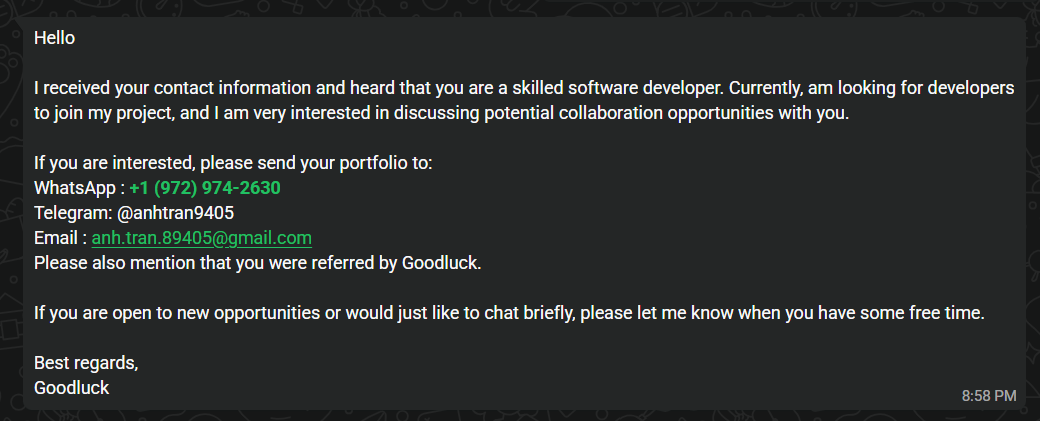 Hello
I received your contact information and heard that you are a skilled software developer. Currently, am looking for developers
to join my project, and I am very interested in discussing potential collaboration opportunities with you.
If you are interested, please send your portfolio to:
WhatsApp : +1 (972) 974-2630
Telegram: @anhtran9405
Email : anh.tran.89405@gmail.com
Please also mention that you were referred by Goodluck.
If you are open to new opportunities or would just like to chat briefly, please let me know when you have some free time.
Best regards,
Goodluck
8:58 PM